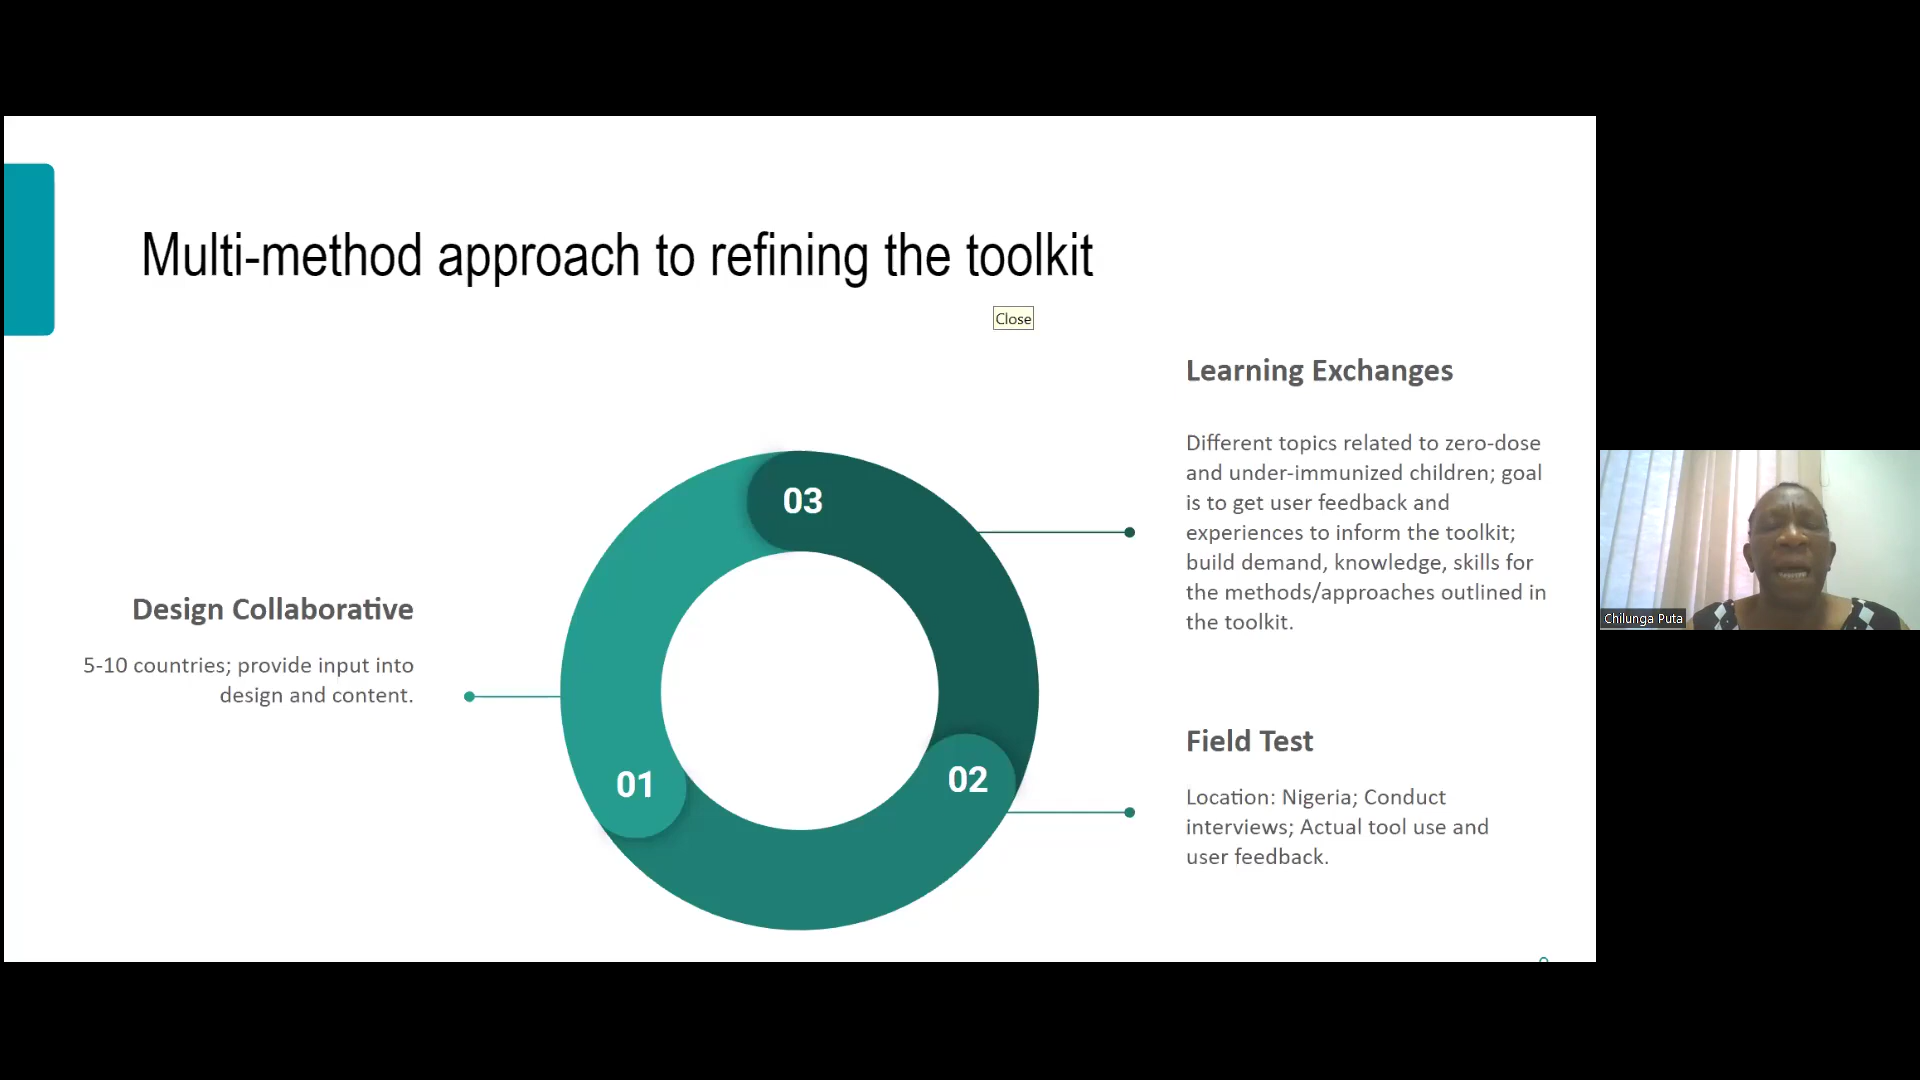 Multi-method approach to refining the toolkit
Close
Learning Exchanges
Different topics related to zero-dose
and under-immunized children; goal
is to get user feedback and
experiences to inform the toolkit;
build demand, knowledge, skills for
the methods/approaches outlined in
the toolkit.
03
Design Collaborative
5-10 countries; provide input into
design and content.
01
02
Field Test
Location: Nigeria; Conduct
interviews; Actual tool use and
user feedback.
Chilunga Puta